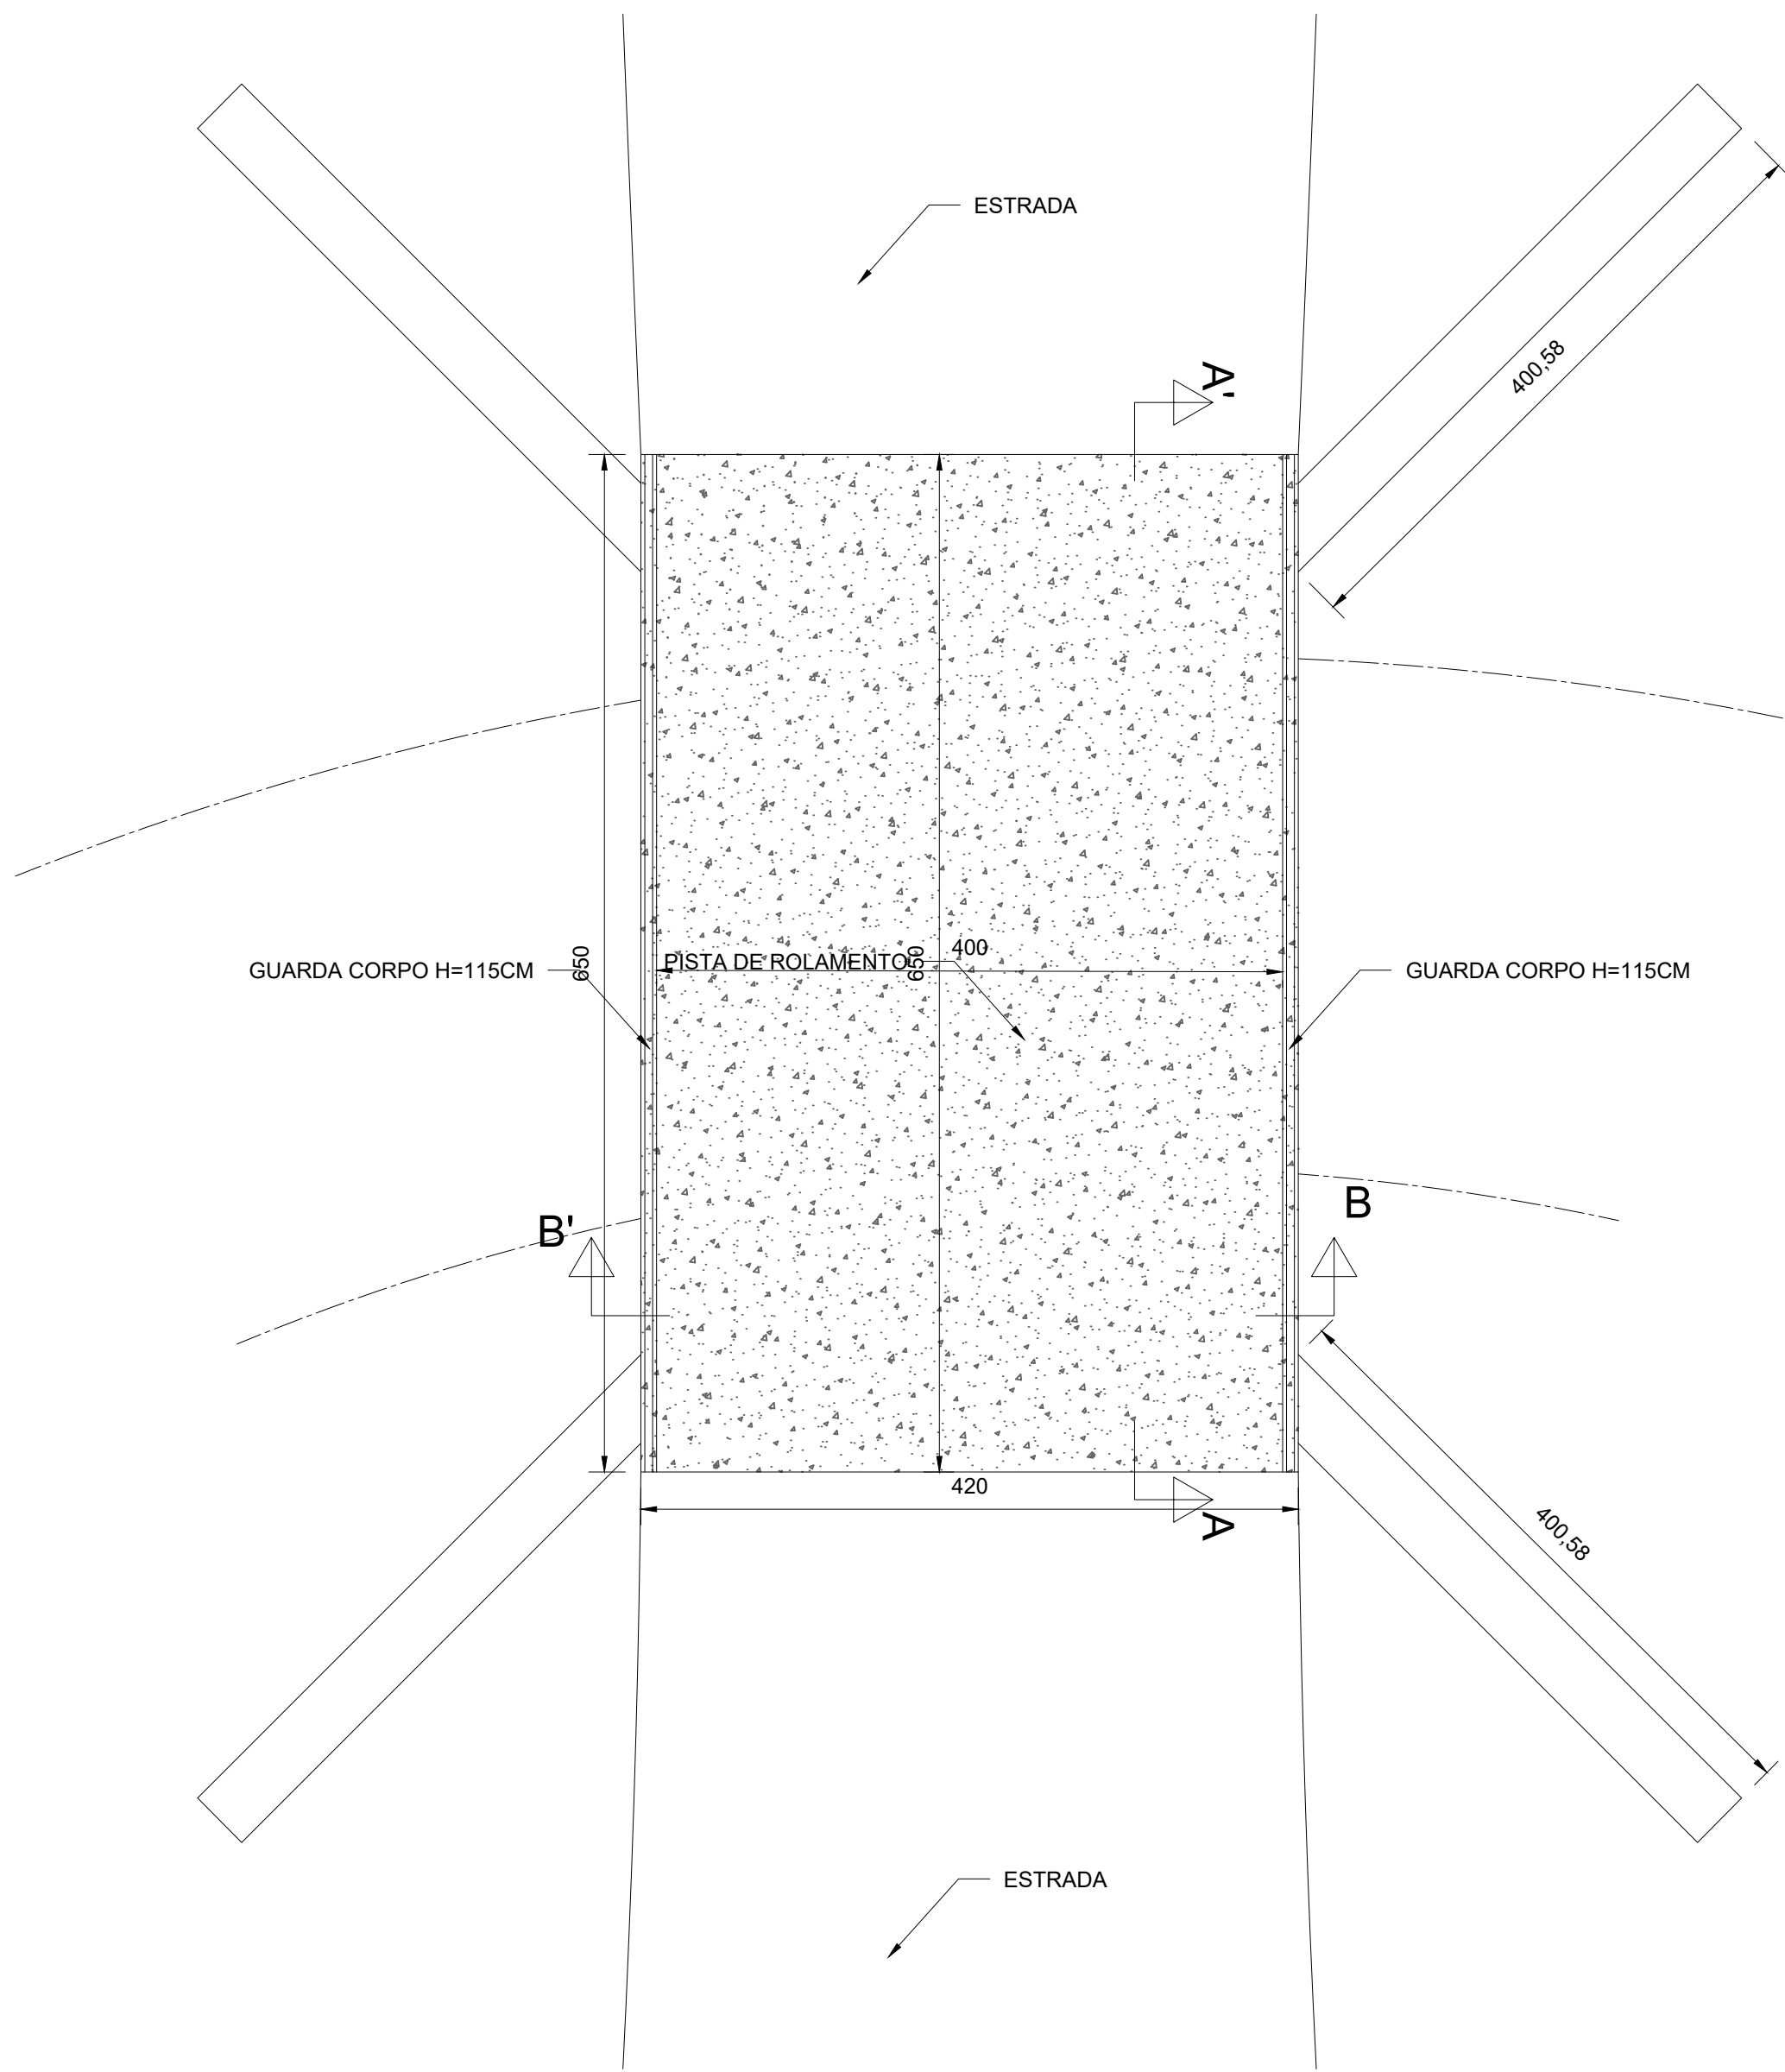 ESTRADA
A'
400,58
GUARDA CORPO H=115CM
650
PISTA DE ROLAMENTO
650
400
GUARDA CORPO H=115CM
B'
B
420
A
400,58
ESTRADA